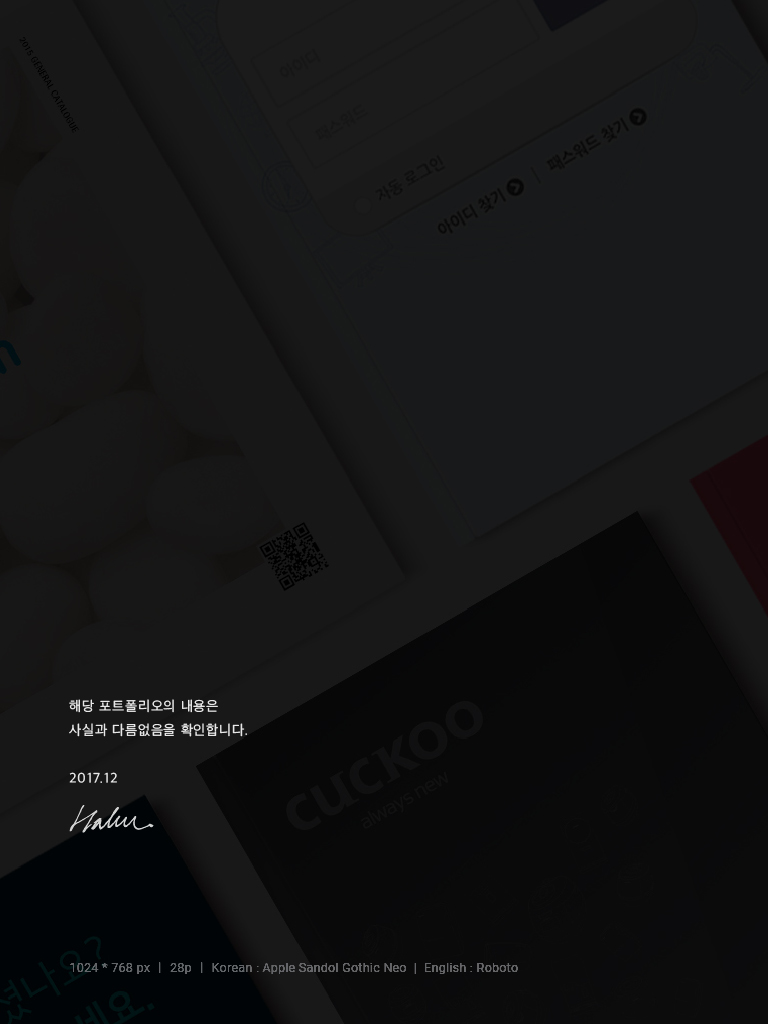 2015 GENERAL CATALOGUE
아이디
패스워드
자동 로그인
아이디 찾기 | 패스워드 찾기
cuckoo
always new
해당 포트폴리오의 내용은
사실과 다름없음을 확인합니다.
2017.12
1024 * 768 px | 28p | Korean : Apple Sandol Gothic Neo | English : Roboto